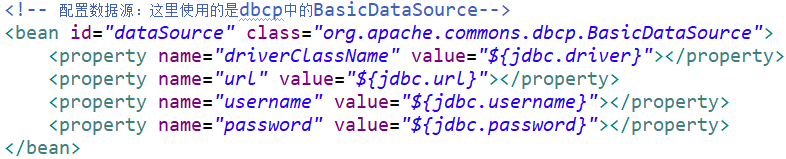 <!-- 配置数据源：这里使用的是dbcp中的BasicDataSource-->
<bean id="dataSource" class="org.apache.commons.dbcp.BasicDataSource">
    <property name="driverClassName" value="${jdbc.driver}"></property>
    <property name="url" value="${jdbc.url}"></property>
    <property name="username" value="${jdbc.username}"></property>
    <property name="password" value="${jdbc.password}"></property>
</bean>